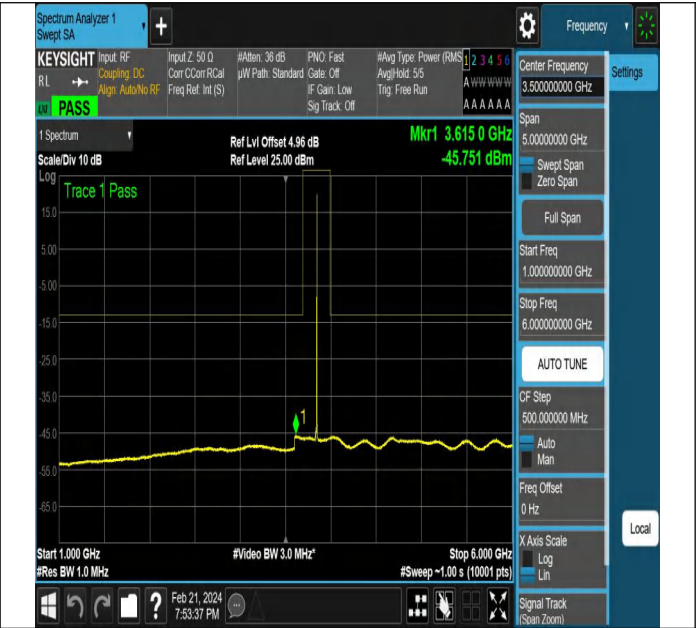 Spectrum Analyzer 1
Swept SA
Frequency
KEYSIGHT
RL
PASS
Input: RF
Coupling: DC
Align: Auto/No RF
Input Z: 50 Ω
Corr CCorr RCal
Freq Ref: Int (S)
#Atten: 36 dB
µW Path: Standard
PNO: Fast
Gate: Off
IF Gain: Low
Sig Track: Off
#Avg Type: Power (RMS
Avg|Hold: 5/5
Trig: Free Run
1 2 3 4 5 6
A W W W W W
A A A A A A
1 Spectrum
Scale/Div 10 dB
Ref Lvl Offset 4.96 dB
Ref Level 25.00 dBm
Mkr1 3.615 0 GHz
-45.751 dBm
Log
Trace 1 Pass
15.0
5.00
-5.00
-15.0
-25.0
-35.0
-45.0
-55.0
-65.0
1
Start 1.000 GHz
#Res BW 1.0 MHz
#Video BW 3.0 MHz*
Stop 6.000 GHz
#Sweep ~1.00 s (10001 pts)
Feb 21, 2024
7:53:37 PM
Center Frequency
3.500000000 GHz
Span
5.00000000 GHz
Swept Span
Zero Span
Full Span
Start Freq
1.000000000 GHz
Stop Freq
6.000000000 GHz
AUTO TUNE
CF Step
500.000000 MHz
Auto
Man
Freq Offset
0 Hz
X Axis Scale
Log
Lin
Signal Track
(Span Zoom)
Settings
Local